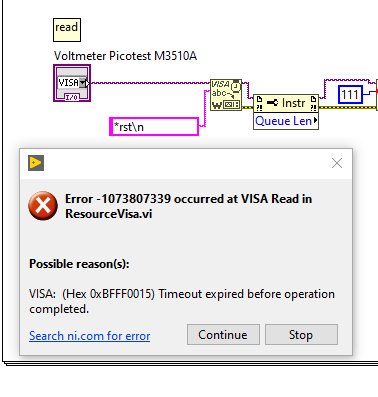 read
Voltmeter Picotest M3510A
VISA
I/O
*rst\n
VISA
abc
W
Instr
Queue Len
111
Error -1073807339 occurred at VISA Read in
ResourceVisa.vi
Possible reason(s):
VISA:  (Hex 0xBFFF0015) Timeout expired before operation
completed.
Search ni.com for error
Continue
Stop